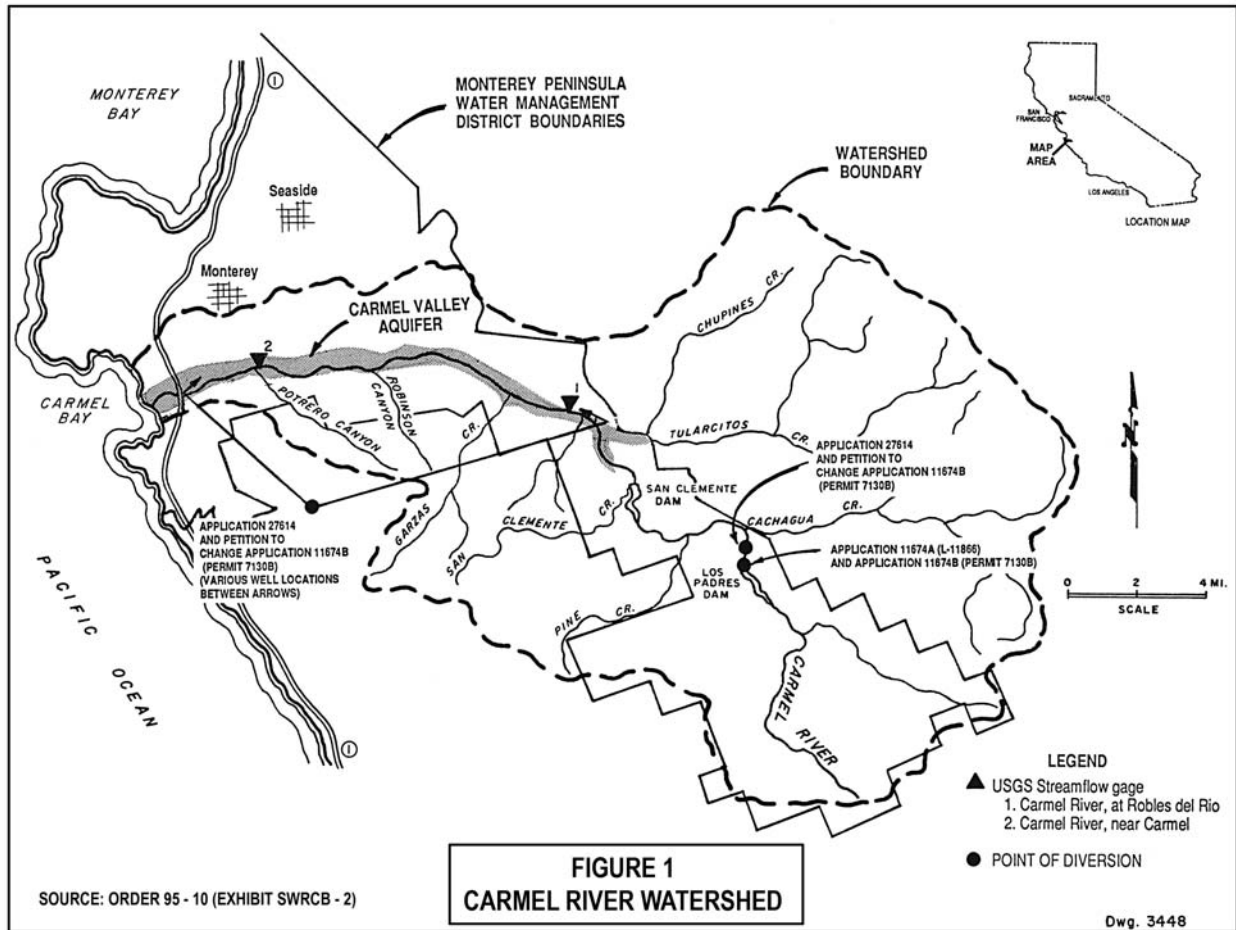 MONTEREY
BAY
1
MONTEREY PENINSULA
WATER MANAGEMENT
DISTRICT BOUNDARIES
SACRAMENTO
SAN
FRANCISCO
MAP
AREA
LOS ANGELES
LOCATION MAP
WATERSHED
BOUNDARY
Seaside
Monterey
CARMEL VALLEY
AQUIFER
CHUPINES CR.
2
1
CARMEL
BAY
POTRERO CANYON
ROBINSON
CANYON
GARZAS CR.
TULARCITOS CR.
N
SAN CLEMENTE
DAM
SAN CLEMENTE CR.
CACHAGUA CR.
APPLICATION 27614
AND PETITION TO
CHANGE APPLICATION 11674B
(PERMIT 7130B)
APPLICATION 11674A (L-11866)
AND APPLICATION 11674B (PERMIT 7130B)
LOS
PADRES
DAM
APPLICATION 27614
AND PETITION TO
CHANGE APPLICATION 11674B
(PERMIT 7130B)
(VARIOUS WELL LOCATIONS
BETWEEN ARROWS)
0 2 4 MI.
SCALE
PINE CR.
PACIFIC OCEAN
CARMEL RIVER
1
LEGEND
USGS Streamflow gage
1. Carmel River, at Robles del Rio
2. Carmel River, near Carmel
POINT OF DIVERSION
FIGURE 1
CARMEL RIVER WATERSHED
SOURCE: ORDER 95 - 10 (EXHIBIT SWRCB - 2)
Dwg. 3448